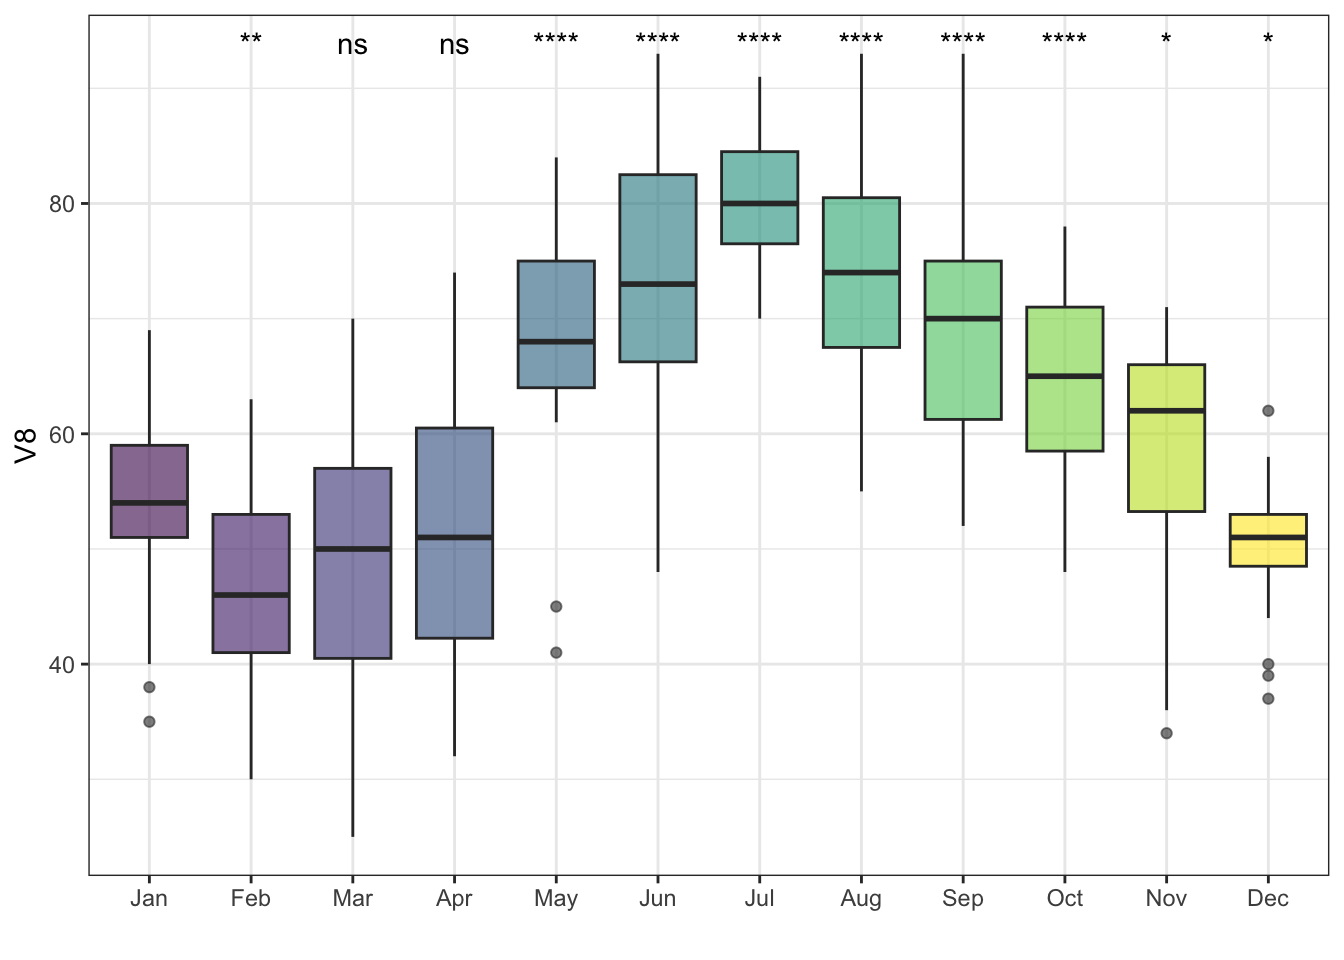 ** ns ns **** **** **** **** **** **** * *
80
60
40
V8
Jan Feb Mar Apr May Jun Jul Aug Sep Oct Nov Dec